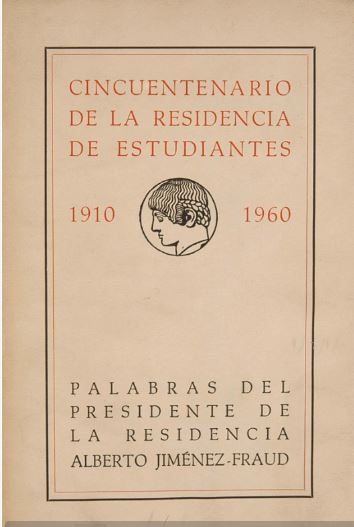 CINCUENTENARIO
DE LA RESIDENCIA
DE ESTUDIANTES
1910 1960
PALABRAS DEL
PRESIDENTE DE
LA RESIDENCIA
ALBERTO JIMÉNEZ-FRAUD